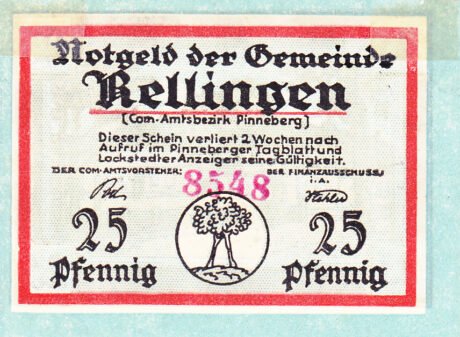 Notgeld der Gemeinde
Rellingen
(Com.-Amtsbezirk Pinneberg)
Dieser Schein verliert 2 Wochen nach
Aufruf im Pinneberger Tagblatt und
Lockstedter Anzeiger seine Gültigkeit.
DER COM-AMTSVORSTEHER: DER FINANZAUSSCHUSS
I.A.
8548
25 25
Pfennig Pfennig